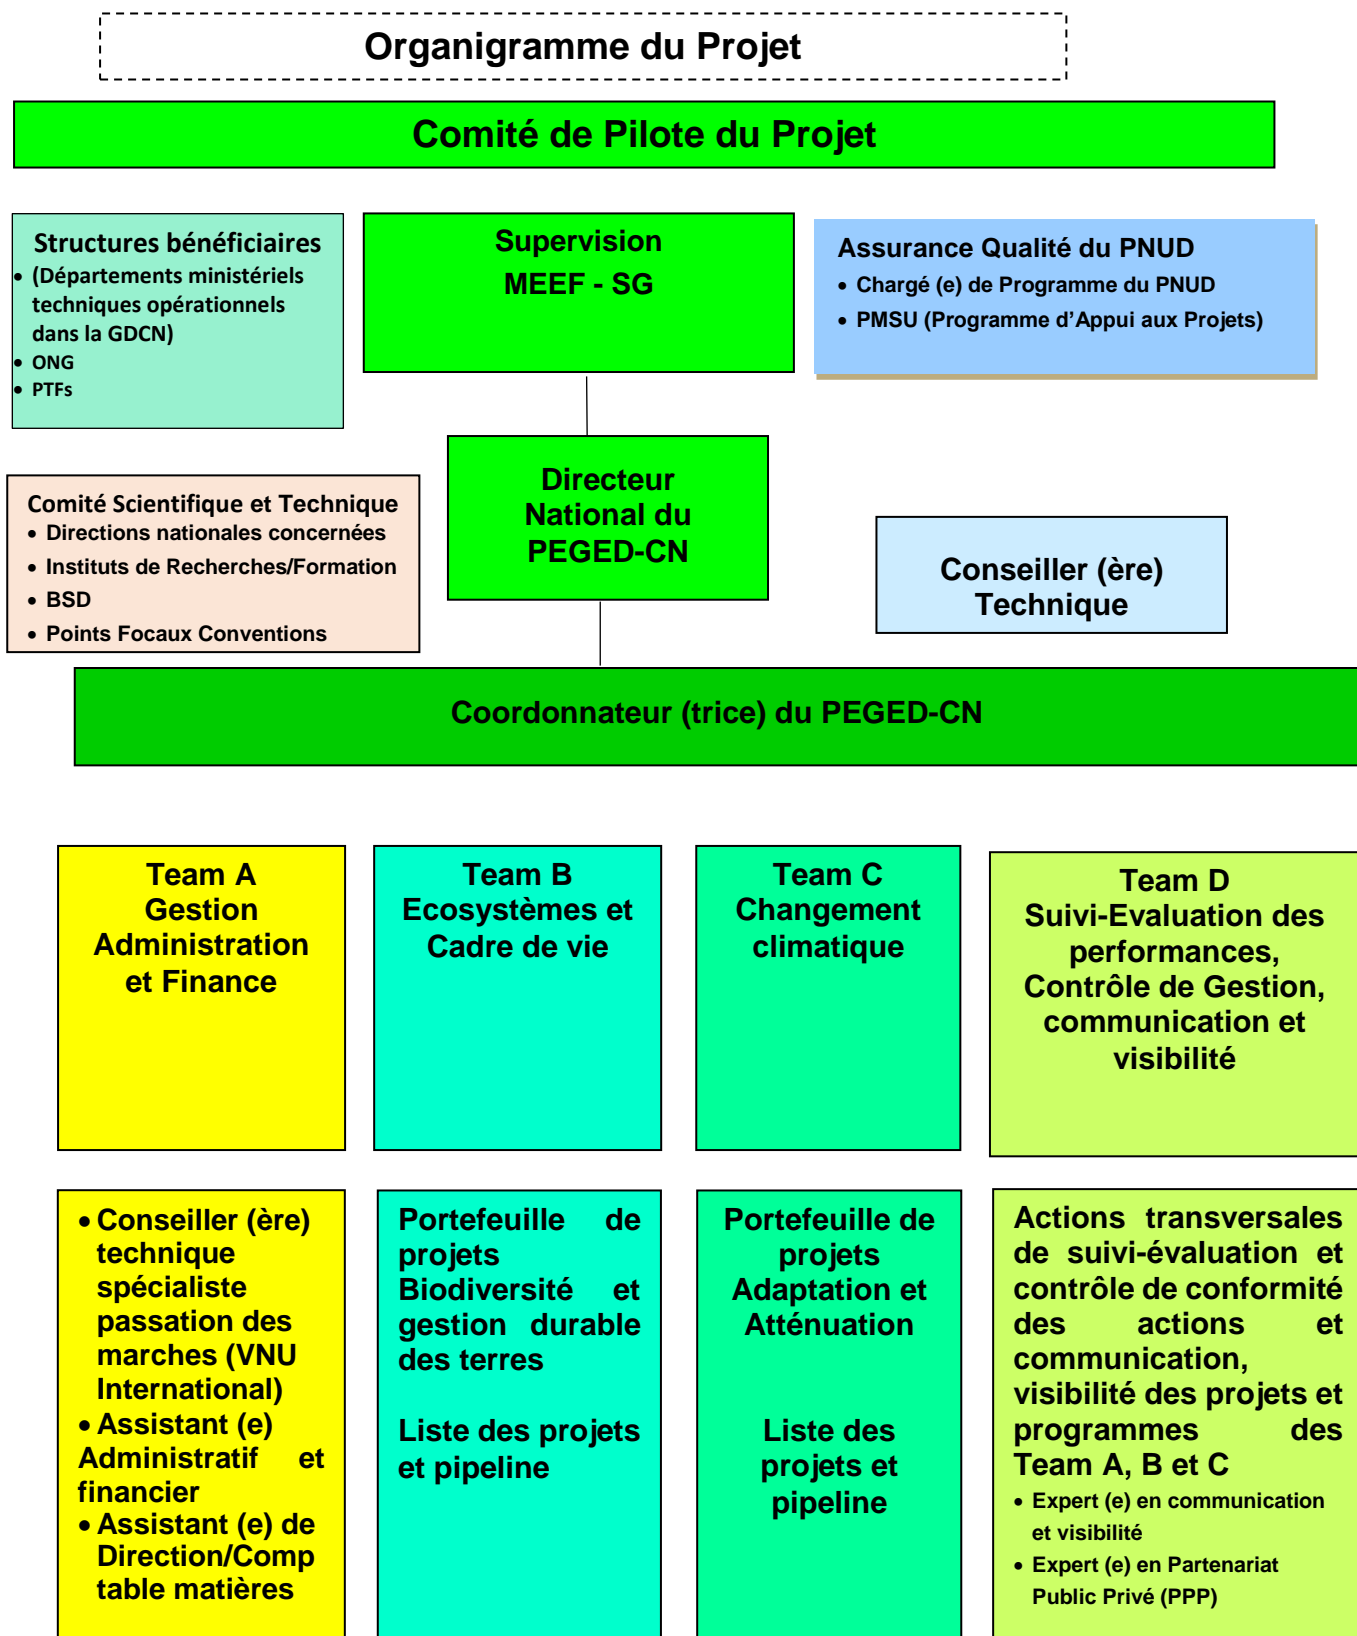 Organigramme du Projet
Comité de Pilote du Projet
Structures bénéficiaires
• (Départements ministériels
techniques opérationnels
dans la GDCN)
• ONG
• PTFs
Supervision
MEEF - SG
Assurance Qualité du PNUD
• Chargé (e) de Programme du PNUD
• PMSU (Programme d’Appui aux Projets)
Directeur
National du
PEGED-CN
Comité Scientifique et Technique
• Directions nationales concernées
• Instituts de Recherches/Formation
• BSD
• Points Focaux Conventions
Conseiller (ère)
Technique
Coordonnateur (trice) du PEGED-CN
Team A
Gestion
Administration
et Finance
Team B
Ecosystèmes et
Cadre de vie
Team C
Changement
climatique
Team D
Suivi-Evaluation des
performances,
Contrôle de Gestion,
communication et
visibilité
• Conseiller (ère)
technique
spécialiste
passation des
marches (VNU
International)
• Assistant (e)
Administratif et
financier
• Assistant (e) de
Direction/Comp
table matières
Portefeuille de
projets
Biodiversité et
gestion durable
des terres
Liste des projets
et pipeline
Portefeuille de
projets
Adaptation et
Atténuation
Liste des
projets et
pipeline
Actions transversales
de suivi-évaluation et
contrôle de conformité
des actions et
communication,
visibilité des projets et
programmes des
Team A, B et C
• Expert (e) en communication
et visibilité
• Expert (e) en Partenariat
Public Privé (PPP)